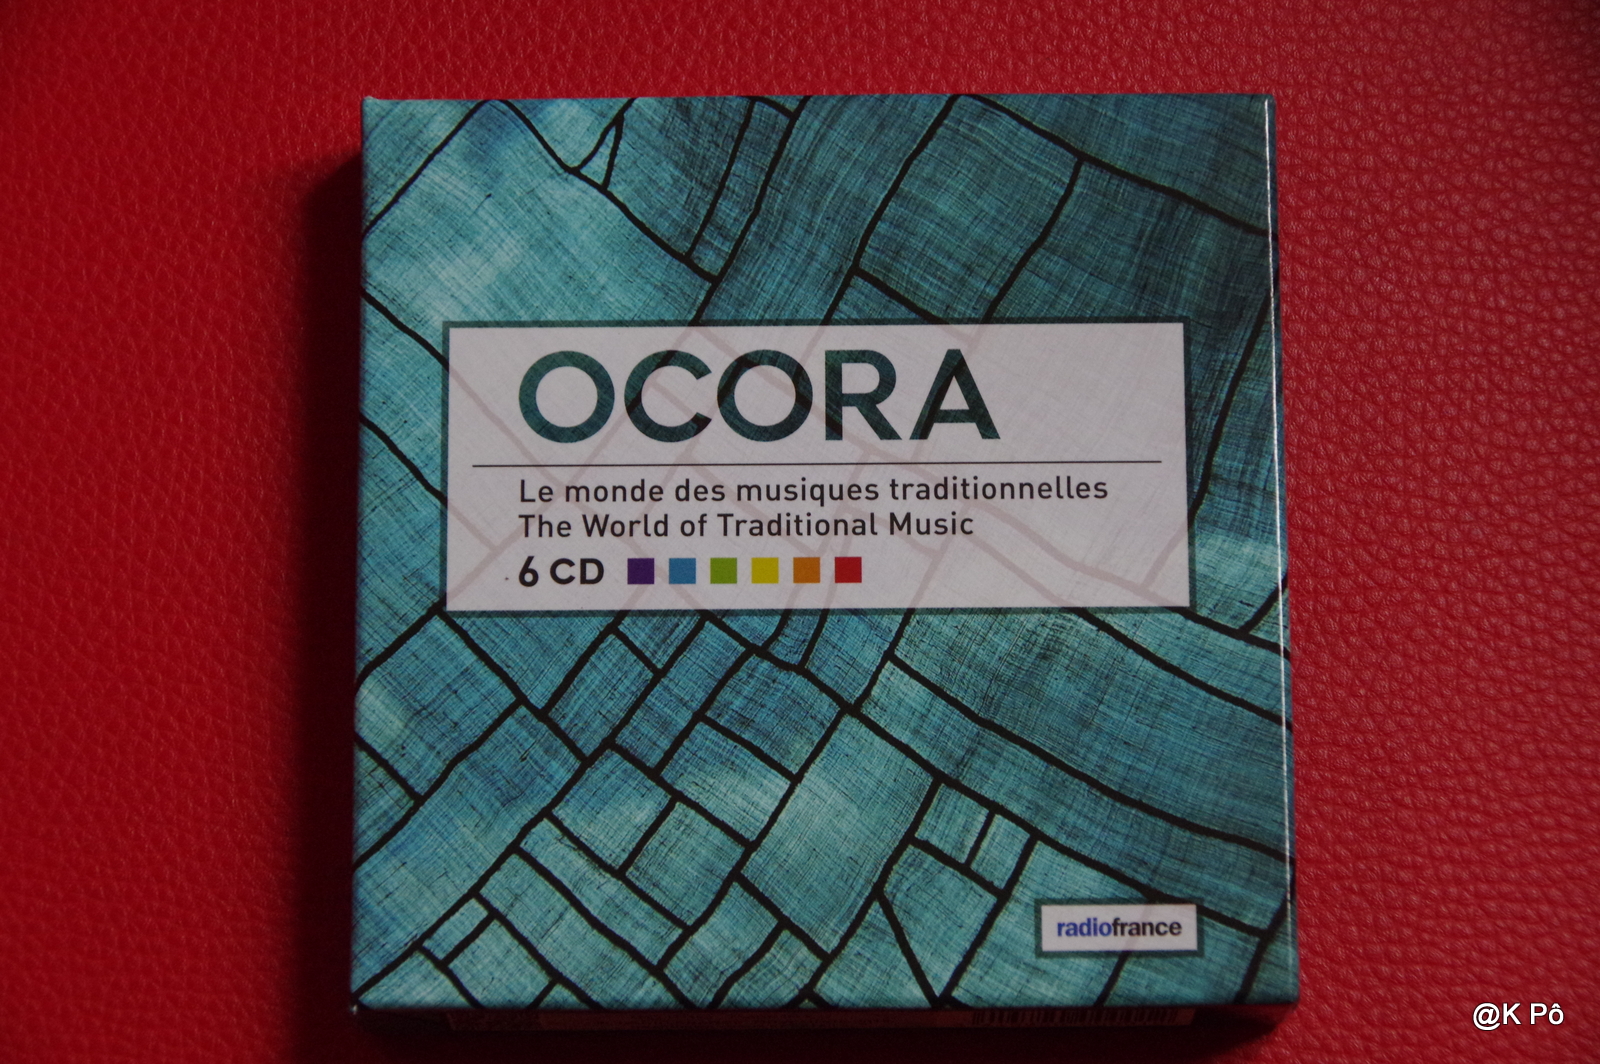 OCORA
Le monde des musiques traditionnelles
The World of Traditional Music
6 CD
radiofrance
@K Pô